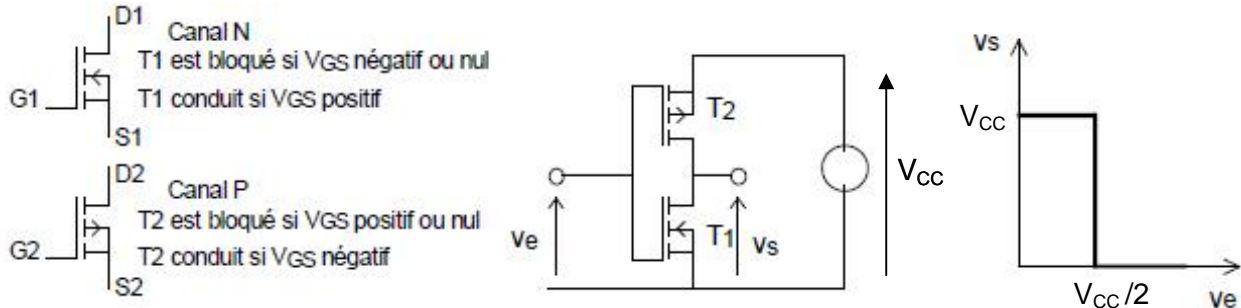 D1
Canal N
T1 est bloqué si VGS négatif ou nul
G1
T1 conduit si VGS positif
S1
D2
Canal P
T2 est bloqué si VGS positif ou nul
G2
T2 conduit si VGS négatif
S2
T2
T1
ve
vs
VCC
vs
VCC
VCC/2
ve